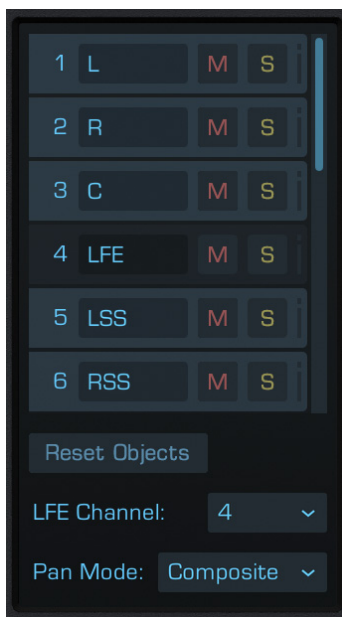 1 L M S
2 R M S
3 C M S
4 LFE M S
5 LSS M S
6 RSS M S
Reset Objects
LFE Channel: 4
Pan Mode: Composite